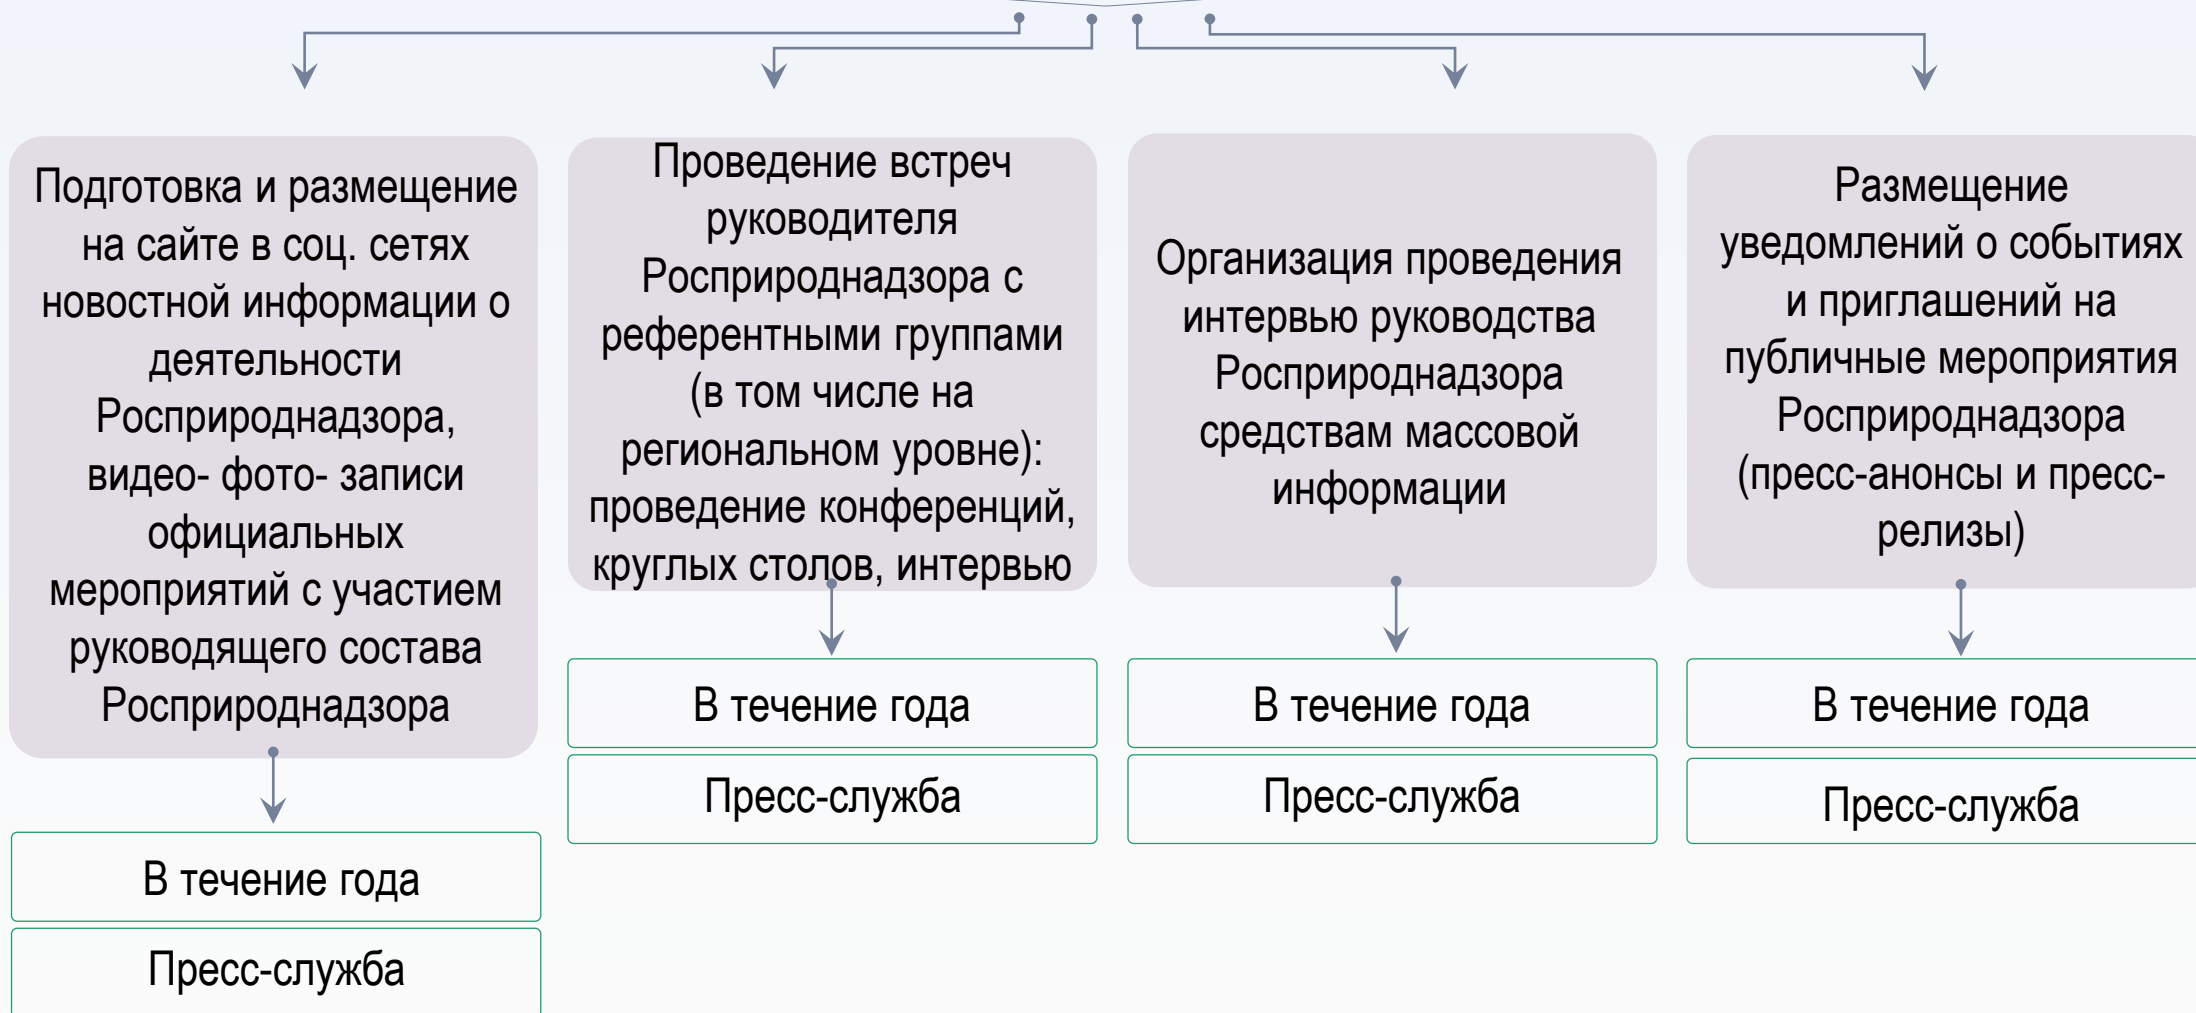 Подготовка и размещение
на сайте в соц. сетях
новостной информации о
деятельности
Росприроднадзора,
видео- фото- записи
официальных
мероприятий с участием
руководящего состава
Росприроднадзора
В течение года
Пресс-служба
Проведение встреч
руководителя
Росприроднадзора с
референтными группами
(в том числе на
региональном уровне):
проведение конференций,
круглых столов, интервью
В течение года
Пресс-служба
Организация проведения
интервью руководства
Росприроднадзора
средствам массовой
информации
В течение года
Пресс-служба
Размещение
уведомлений о событиях
и приглашений на
публичные мероприятия
Росприроднадзора
(пресс-анонсы и пресс-
релизы)
В течение года
Пресс-служба